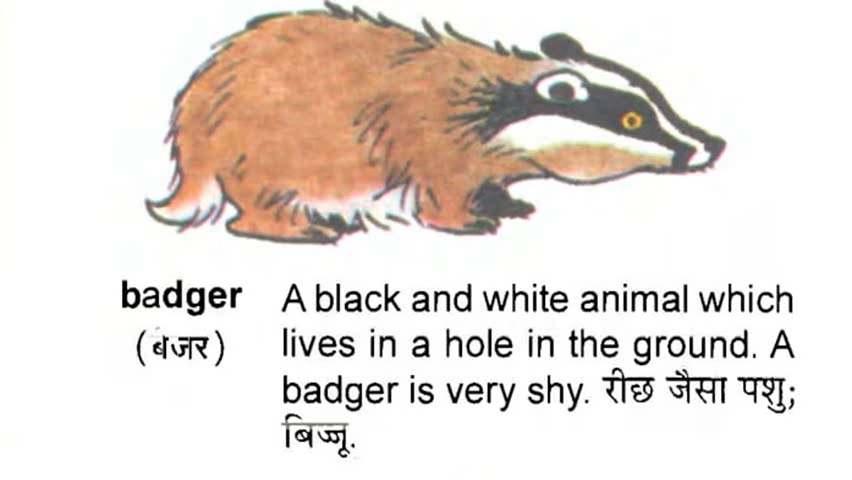 badger A black and white animal which
(बजर) lives in a hole in the ground. A
badger is very shy. रीछ जैसा पशु;
बिज्जू.